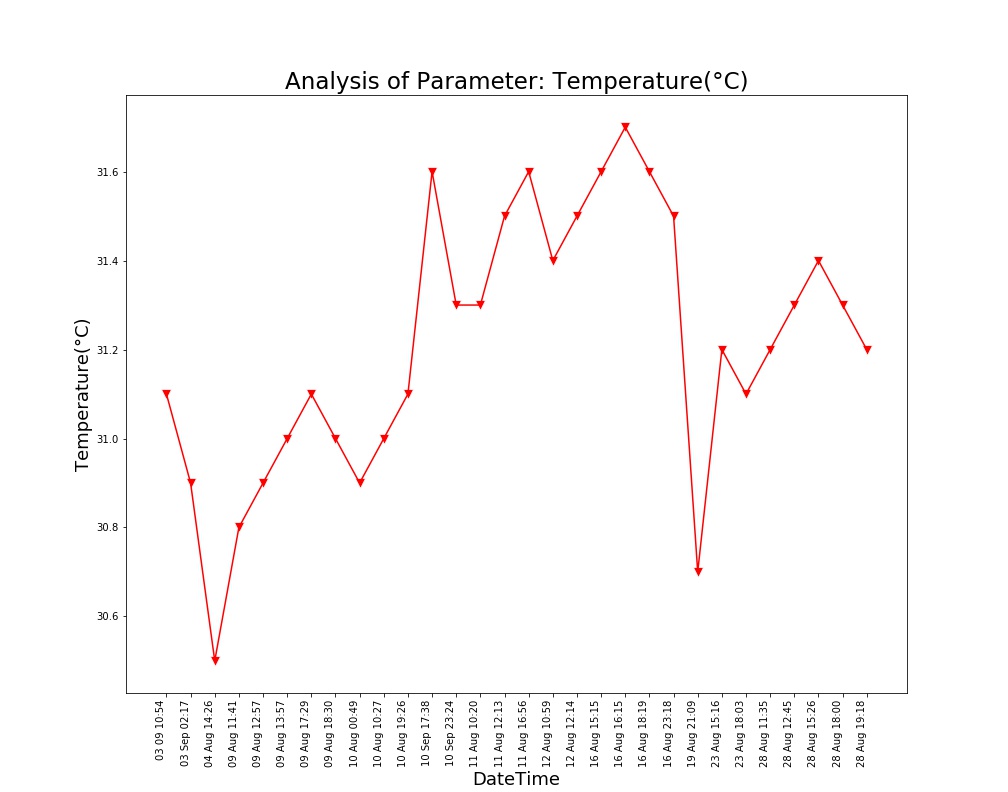 Analysis of Parameter: Temperature(°C)
Temperature(°C)
31.6
31.4
31.2
31.0
30.8
30.6
03 09 10:54
03 Sep 02:17
04 Aug 14:26
09 Aug 11:41
09 Aug 12:57
09 Aug 13:57
09 Aug 17:29
09 Aug 18:30
10 Aug 00:49
10 Aug 10:27
10 Aug 19:26
10 Sep 17:38
10 Sep 23:24
11 Aug 10:20
11 Aug 12:13
11 Aug 16:56
12 Aug 10:59
12 Aug 12:14
16 Aug 15:15
16 Aug 16:15
16 Aug 18:19
16 Aug 23:18
19 Aug 21:09
23 Aug 15:16
23 Aug 18:03
28 Aug 11:35
28 Aug 12:45
28 Aug 15:26
28 Aug 18:00
28 Aug 19:18
DateTime